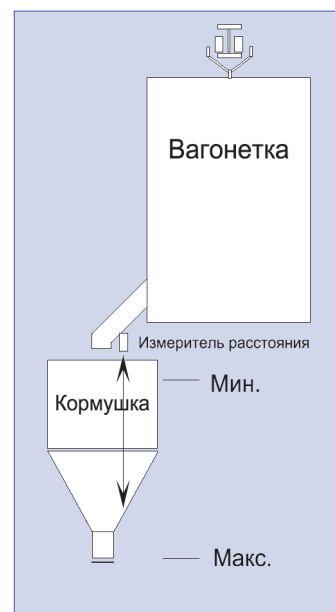 Вагонетка
Измеритель расстояния
Мин.
Кормушка
Макс.